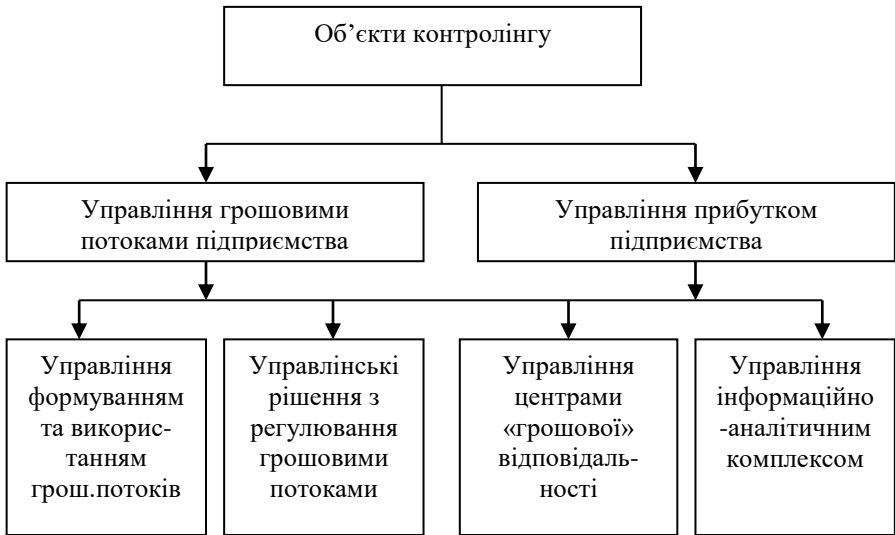 Об’єкти контролінгу
Управління грошовими
потоками підприємства
Управління прибутком
підприємства
Управління
формуванням
та викорис-
танням
грош.потоків
Управлінські
рішення з
регулювання
грошовими
потоками
Управління
центрами
«грошової»
відповідаль-
ності
Управління
інформаційно
-аналітичним
комплексом